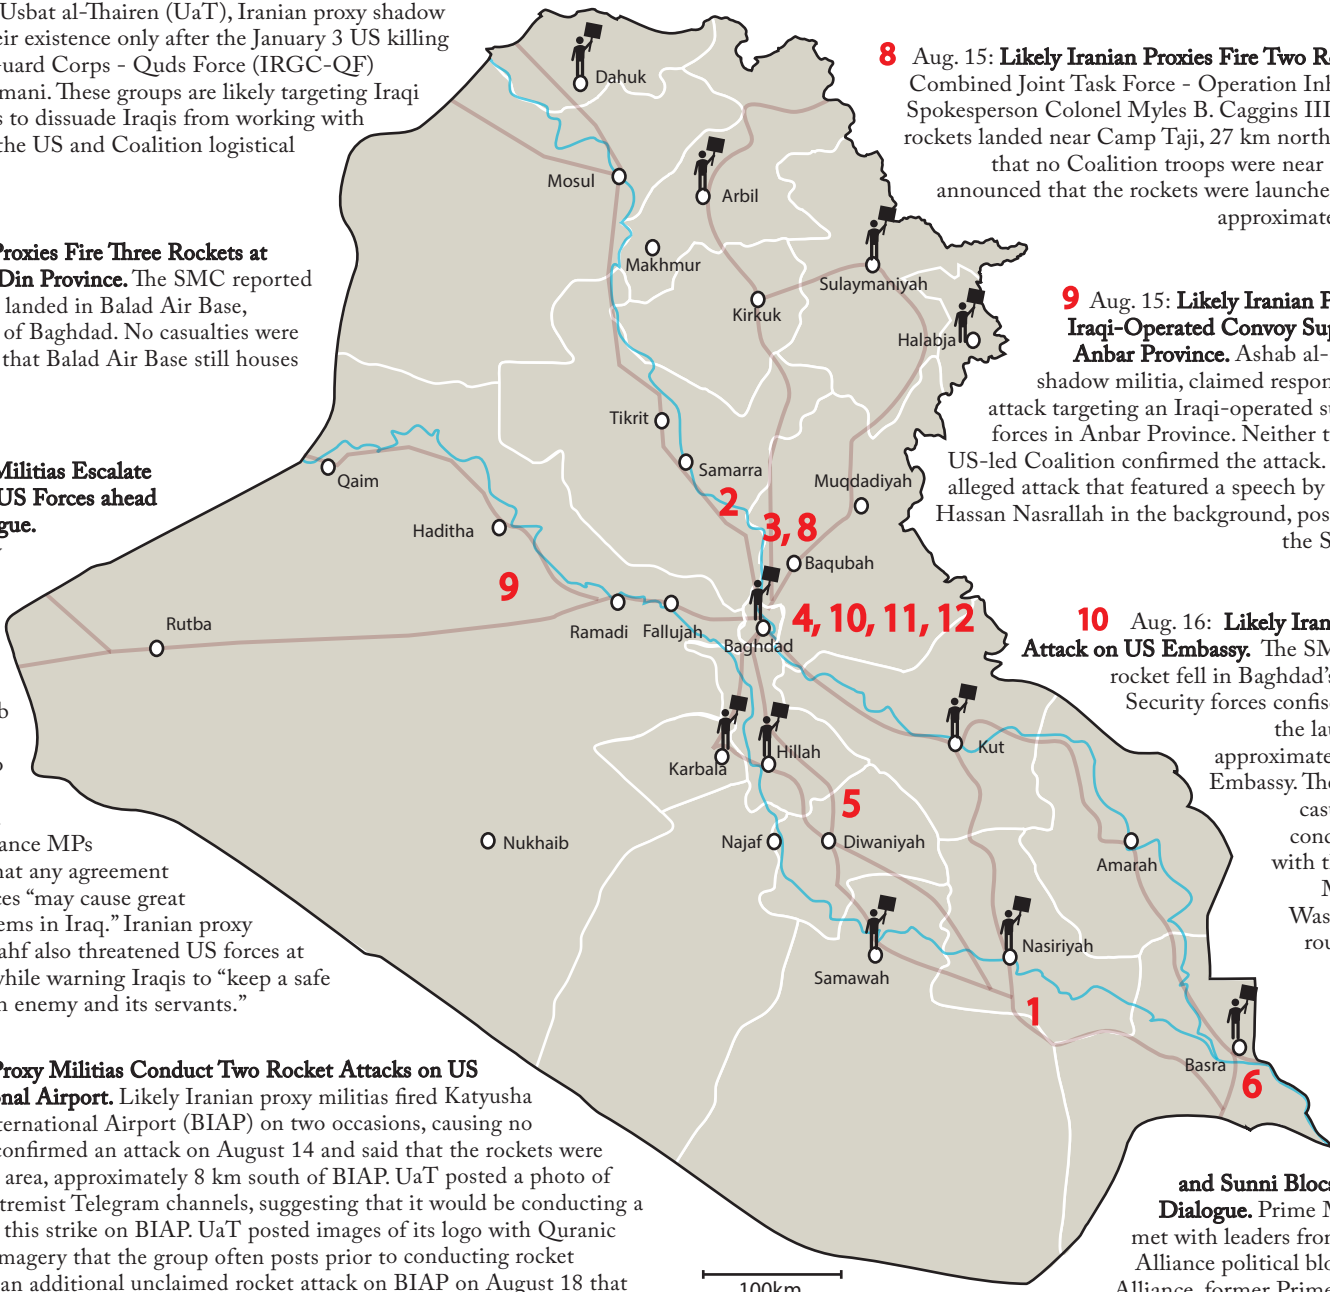 Usbat al-Thairen (UaT), Iranian proxy shadow
eir existence only after the January 3 US killing
uard Corps - Quds Force (IRGC-QF)
mani. These groups are likely targeting Iraqi
s to dissuade Iraqis from working with
the US and Coalition logistical
Proxies Fire Three Rockets at
Din Province. The SMC reported
landed in Balad Air Base,
of Baghdad. No casualties were
that Balad Air Base still houses
Militias Escalate
US Forces ahead
gue.
b
ance MPs
hat any agreement
ces “may cause great
ems in Iraq.” Iranian proxy
ahf also threatened US forces at
while warning Iraqis to “keep a safe
n enemy and its servants.”
Proxy Militias Conduct Two Rocket Attacks on US
nal Airport. Likely Iranian proxy militias fired Katyusha
ternational Airport (BIAP) on two occasions, causing no
confirmed an attack on August 14 and said that the rockets were
area, approximately 8 km south of BIAP. UaT posted a photo of
tremist Telegram channels, suggesting that it would be conducting a
this strike on BIAP. UaT posted images of its logo with Quranic
magery that the group often posts prior to conducting rocket
an additional unclaimed rocket attack on BIAP on August 18 that
Dahuk
Mosul
Arbil
Makhmur
Sulaymaniyah
Kirkuk
Halabja
Tikrit
Samarra
Qaim
Muqdadiyah
2
3, 8
Haditha
Baqubah
9
4, 10, 11, 12
Rutba
Ramadi
Fallujah
Baghdad
Kut
Hillah
Karbala
5
Nukhaib
Najaf
Diwaniyah
Amarah
Nasiriyah
Samawah
1
Basra
6
100km
8 Aug. 15: Likely Iranian Proxies Fire Two R
Combined Joint Task Force - Operation Inh
Spokesperson Colonel Myles B. Caggins III
rockets landed near Camp Taji, 27 km north
that no Coalition troops were near
announced that the rockets were launche
approximate
9 Aug. 15: Likely Iranian P
Iraqi-Operated Convoy Sup
Anbar Province. Ashab al-
shadow militia, claimed respon
attack targeting an Iraqi-operated su
forces in Anbar Province. Neither t
US-led Coalition confirmed the attack.
alleged attack that featured a speech by
Hassan Nasrallah in the background, pos
the S
10 Aug. 16: Likely Iran
Attack on US Embassy. The SM
rocket fell in Baghdad’s
Security forces confis
the lau
approximate
Embassy. The
cas
cond
with t
M
Was
rou
and Sunni Blocs
Dialogue. Prime M
met with leaders from
Alliance political blo
Alliance, former Prime